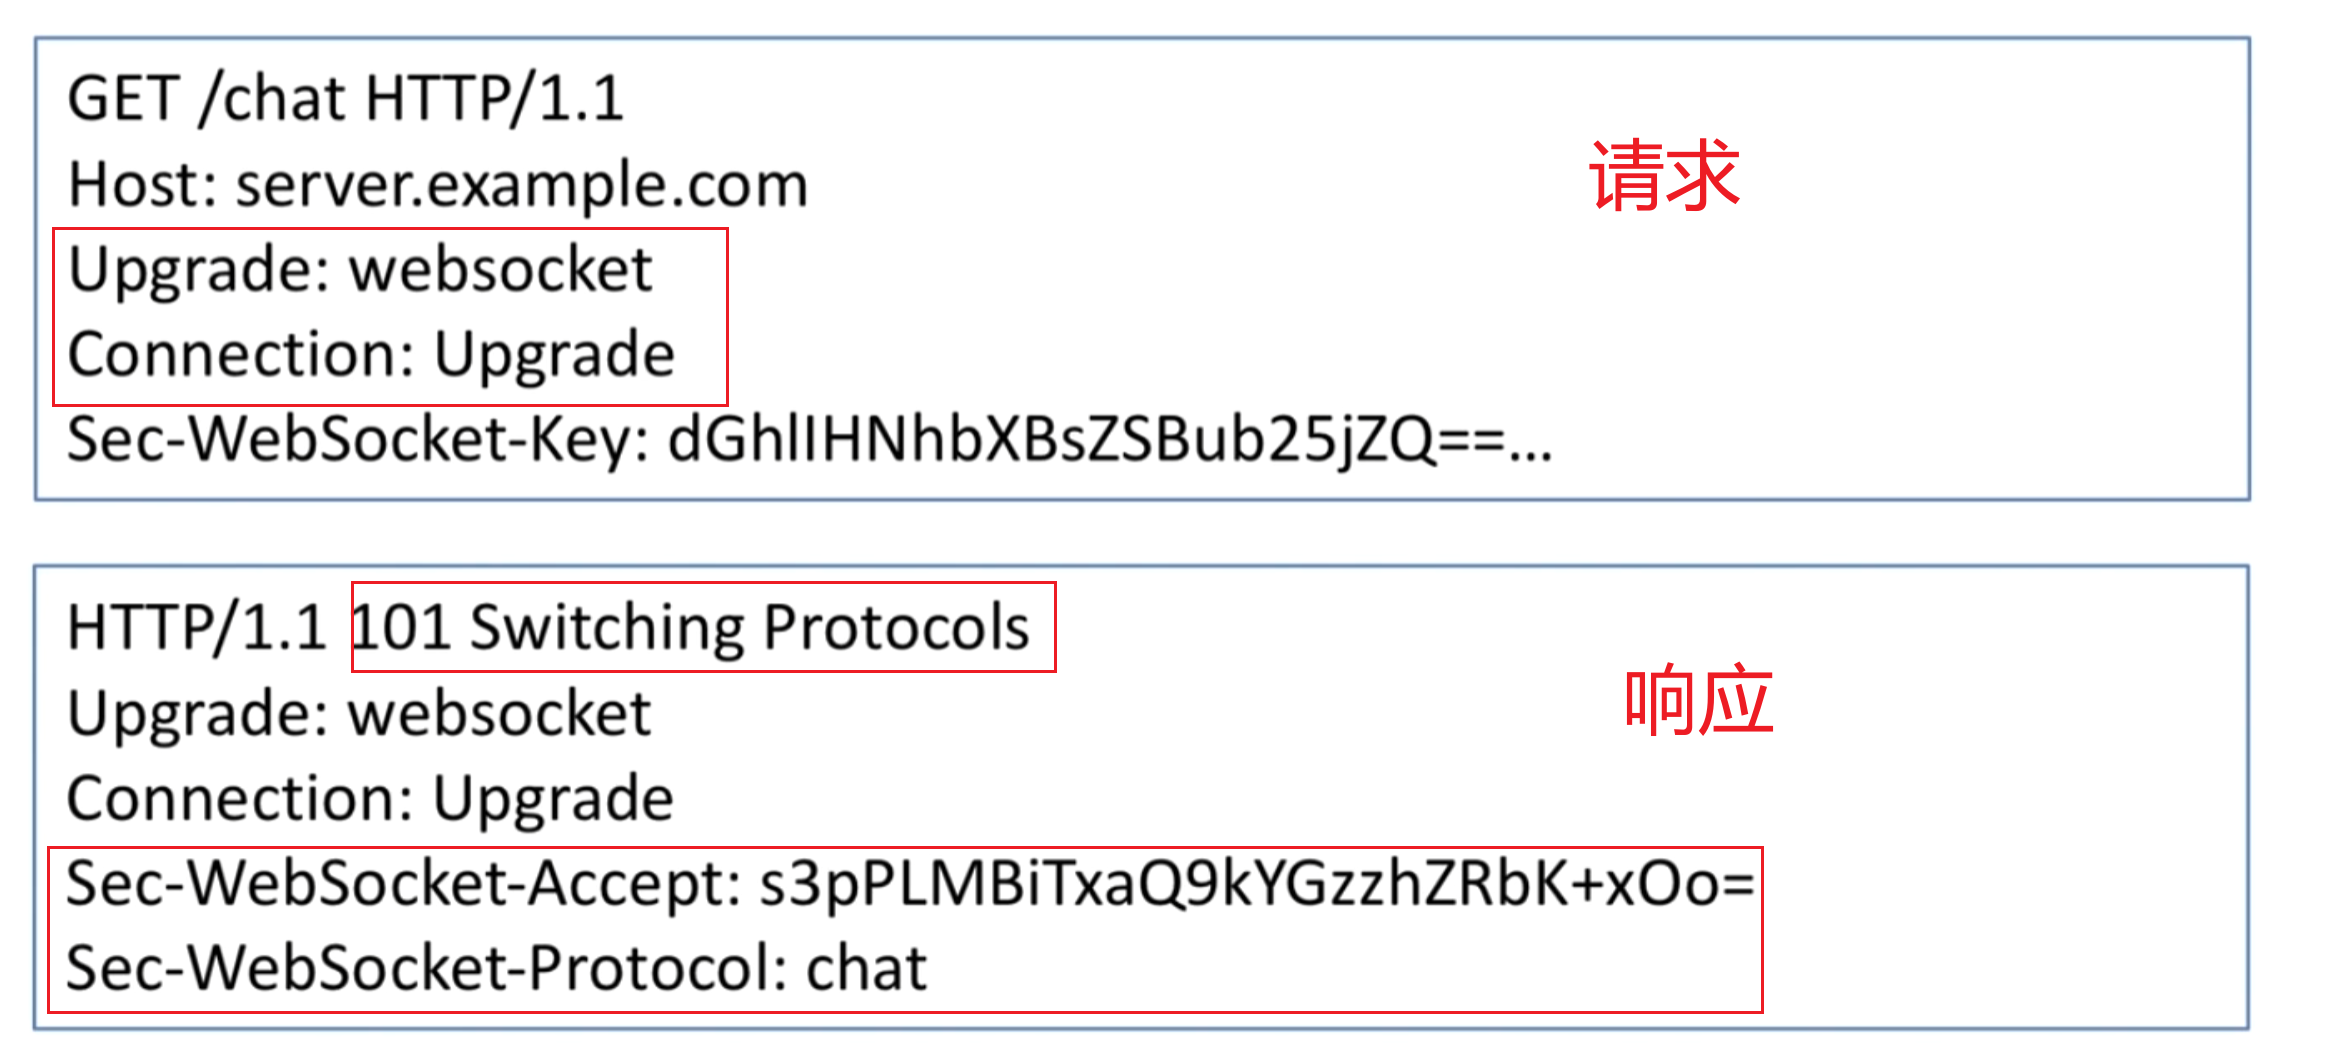 GET /chat HTTP/1.1
Host: server.example.com
请求
Upgrade: websocket
Connection: Upgrade
Sec-WebSocket-Key: dGhlIHNhbXBsZSBub25jZQ==...
HTTP/1.1 101 Switching Protocols
Upgrade: websocket
响应
Connection: Upgrade
Sec-WebSocket-Accept: s3pPLMBiTxaQ9kYGzzhZRbK+xOo=
Sec-WebSocket-Protocol: chat